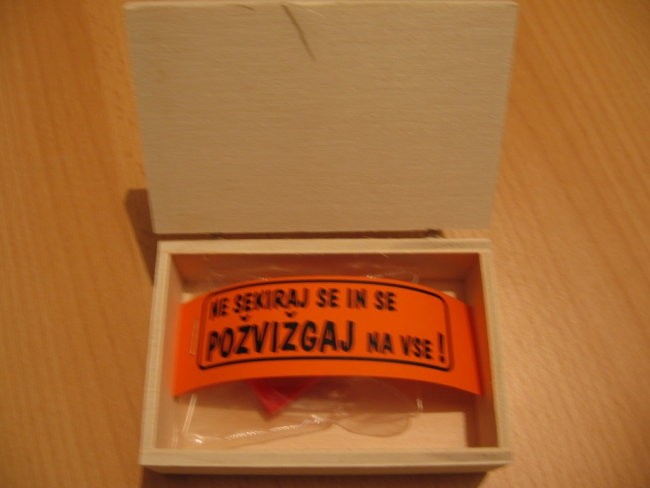 NE SEKIRAJ SE IN SE
POŽVIŽGAJ NA VSE!